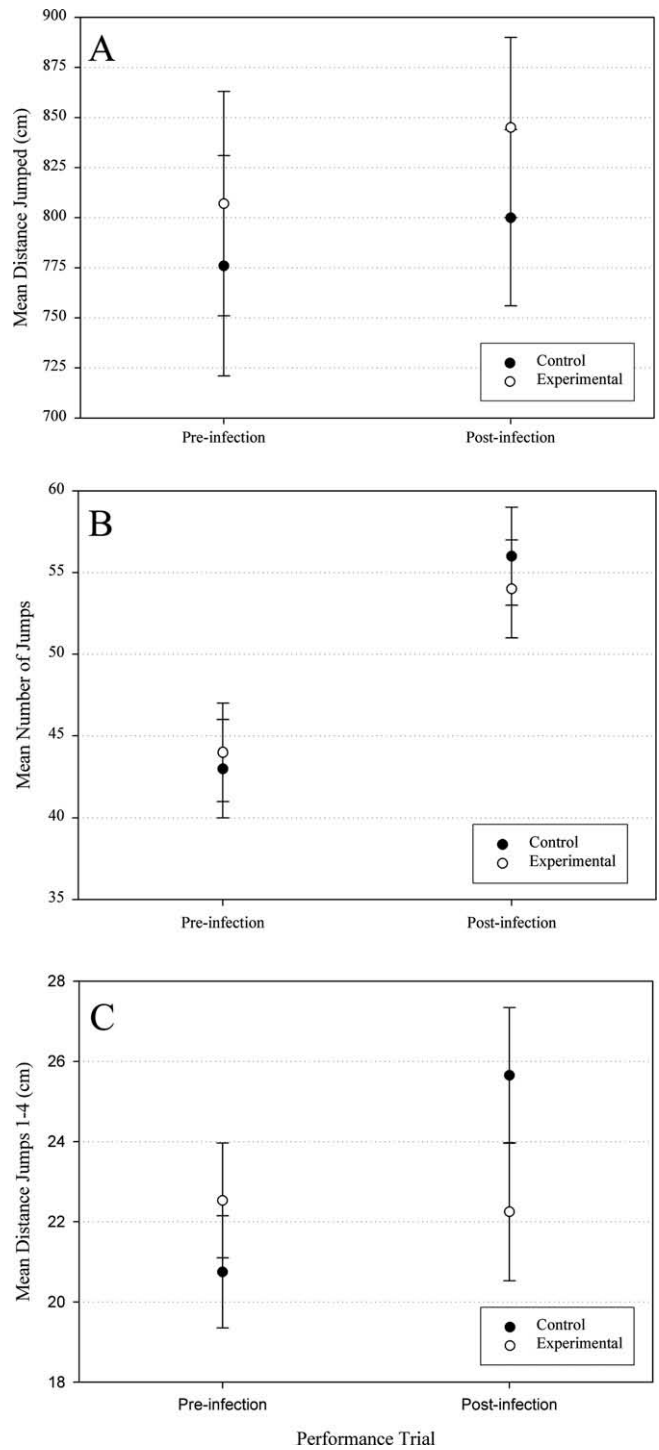 A
900
875
850
825
800
775
750
725
700
Mean Distance Jumped (cm)
Control
Experimental
Pre-infection
Post-infection
B
60
55
50
45
40
35
Mean Number of Jumps
Control
Experimental
Pre-infection
Post-infection
C
28
26
24
22
20
18
Mean Distance Jumps 1-4 (cm)
Control
Experimental
Pre-infection
Post-infection
Performance Trial